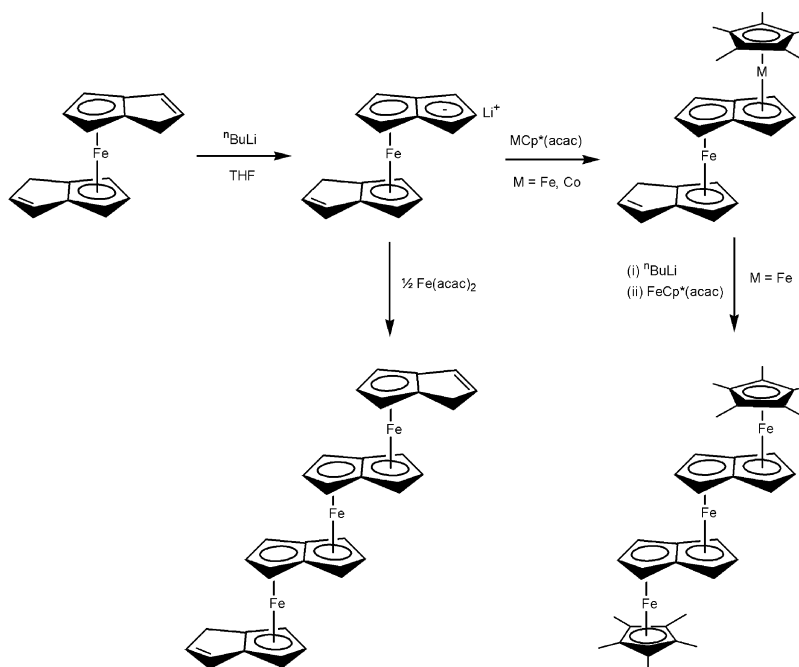 M
Li+
Fe
ⁿBuLi
THF
Fe
MCp*(acac)
M = Fe, Co
Fe
½ Fe(acac)₂
(i) ⁿBuLi
(ii) FeCp*(acac)
M = Fe
Fe
Fe
Fe
Fe
Fe
Fe